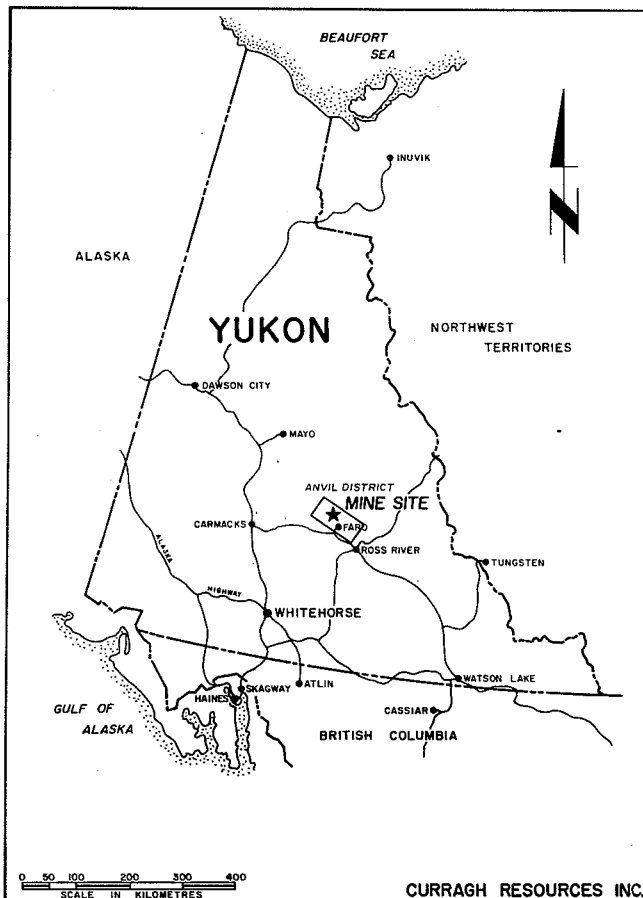 BEAUFORT
SEA
INUVIK
ALASKA
N
YUKON
NORTHWEST
TERRITORIES
DAWSON CITY
MAYO
ANVIL DISTRICT
MINE SITE
CARMACKS
FARO
ROSS RIVER
ALASKA
HIGHWAY
TUNGSTEN
WHITEHORSE
WATSON LAKE
ATLIN
SKAGWAY
HAINES
CASSIAR
GULF OF
ALASKA
BRITISH COLUMBIA
50 0 100 200 300 400
SCALE IN KILOMETRES
CURRAGH RESOURCES INC.